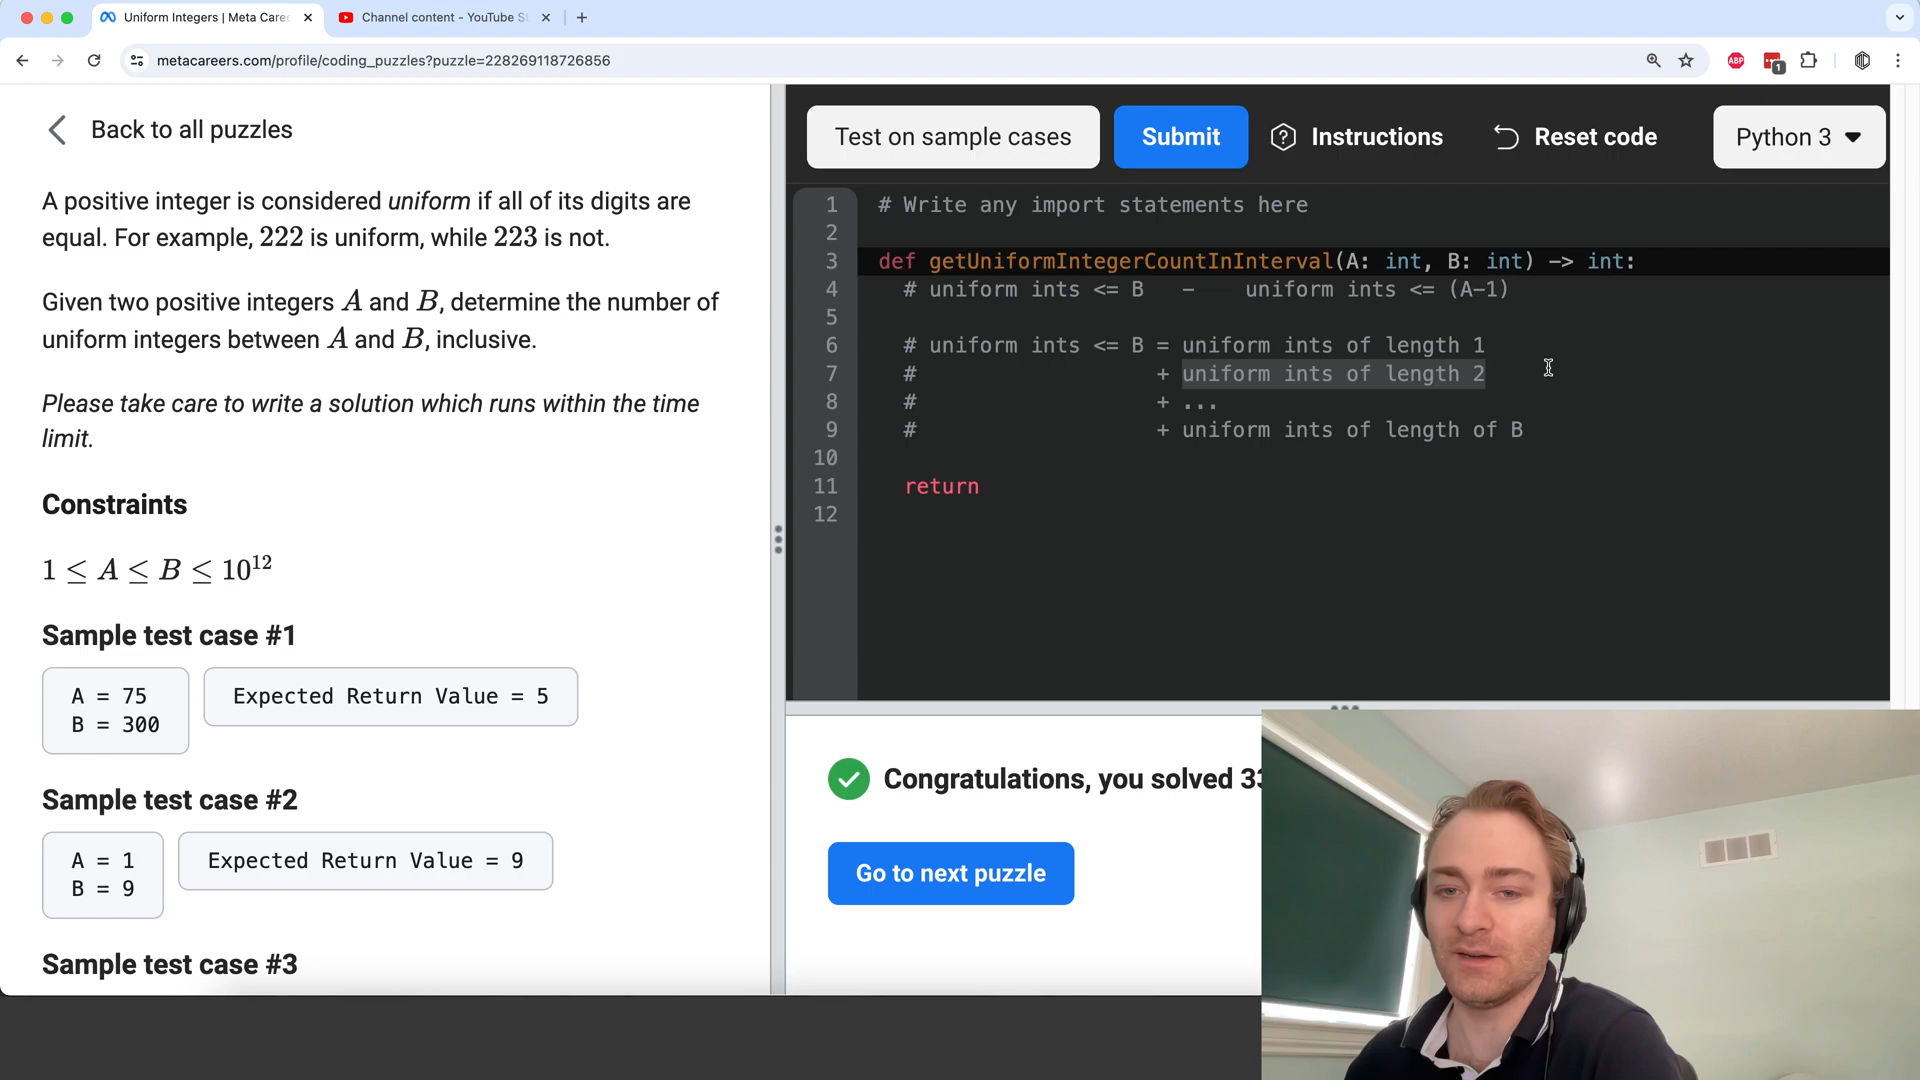 Uniform Integers | Meta Care
Channel content - YouTube S
metacareers.com/profile/coding_puzzles?puzzle=228269118726856
ABP
1
Back to all puzzles
A positive integer is considered uniform if all of its digits are
equal. For example, 222 is uniform, while 223 is not.
Given two positive integers A and B, determine the number of
uniform integers between A and B, inclusive.
Please take care to write a solution which runs within the time
limit.
Constraints
1 ≤ A ≤ B ≤ 10¹²
Sample test case #1
A = 75
B = 300
Expected Return Value = 5
Sample test case #2
A = 1
B = 9
Expected Return Value = 9
Sample test case #3
Test on sample cases
Submit
Instructions
Reset code
Python 3
1 # Write any import statements here
2
3 def getUniformIntegerCountInInterval(A: int, B: int) -> int:
4 # uniform ints <= B - uniform ints <= (A-1)
5
6 # uniform ints <= B = uniform ints of length 1
7 # + uniform ints of length 2
8 # + ...
9 # + uniform ints of length of B
10
11 return
12
Congratulations, you solved 33
Go to next puzzle